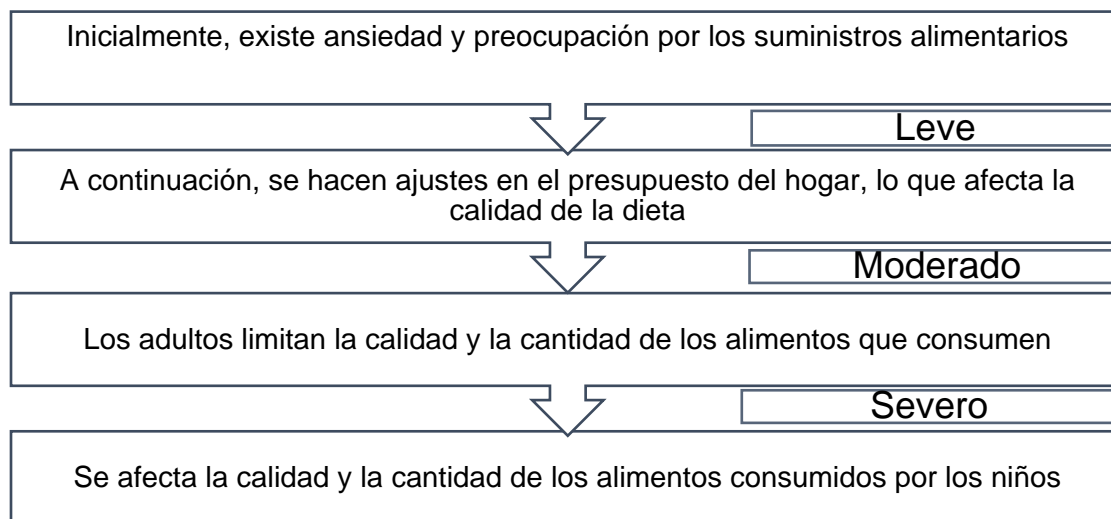 Inicialmente, existe ansiedad y preocupación por los suministros alimentarios
Leve
A continuación, se hacen ajustes en el presupuesto del hogar, lo que afecta la
calidad de la dieta
Moderado
Los adultos limitan la calidad y la cantidad de los alimentos que consumen
Severo
Se afecta la calidad y la cantidad de los alimentos consumidos por los niños